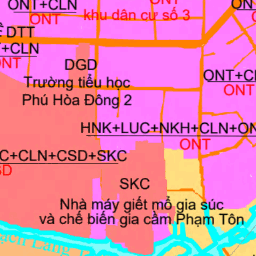 ONT+CLN
ONT
khu dân cư số 3
ON
DTT
+CLN
ONT
DGD
Trường tiểu học
Phú Hòa Đông 2
ONT+C
ONT
HNK+LUC+NKH+CLN+ON
ONT
C+CLN+CSD+SKC
SKC
Nhà máy giết mổ gia súc
và chế biến gia cầm Phạm Tôn